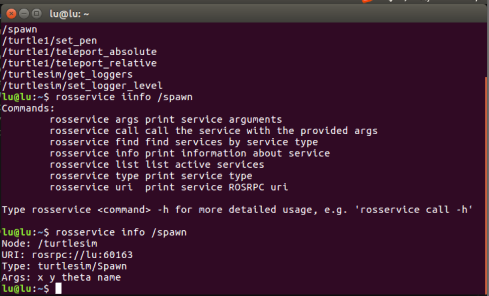 lu@lu: ~
/spawn
/turtle1/set_pen
/turtle1/teleport_absolute
/turtle1/teleport_relative
/turtlesim/get_loggers
/turtlesim/set_logger_level
lu@lu:~$ rosservice iinfo /spawn
Commands:
rosservice args print service arguments
rosservice call call the service with the provided args
rosservice find find services by service type
rosservice info print information about service
rosservice list list active services
rosservice type print service type
rosservice uri  print service ROSRPC uri
Type rosservice <command> -h for more detailed usage, e.g. 'rosservice call -h'
lu@lu:~$ rosservice info /spawn
Node: /turtlesim
URI: rosrpc://lu:60163
Type: turtlesim/Spawn
Args: x y theta name
lu@lu:~$